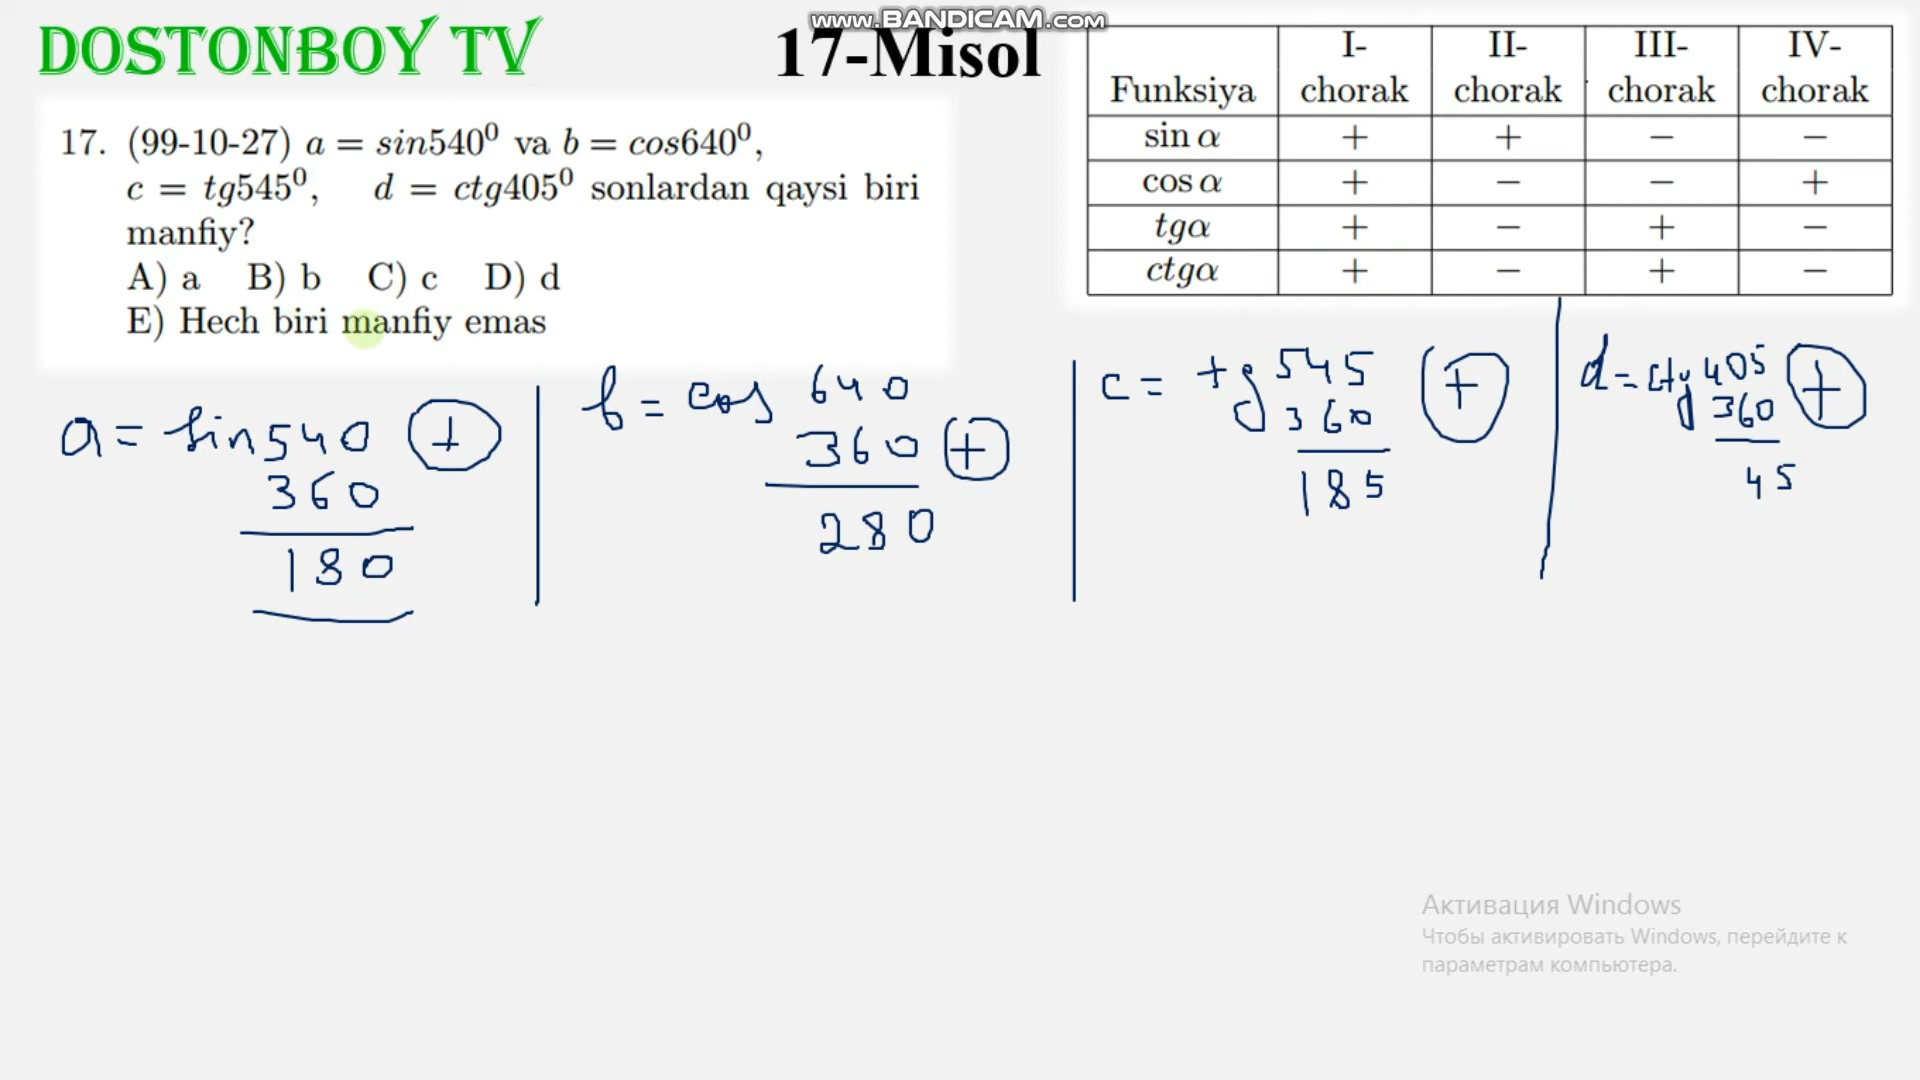 www.BANDICAM.com
DOSTONBOY TV
17-Misol
17. (99-10-27) a = sin540⁰ va b = cos640⁰,
c = tg545⁰, d = ctg405⁰ sonlardan qaysi biri
manfiy?
A) a B) b C) c D) d
E) Hech biri manfiy emas
Funksiya I-chorak II-chorak III-chorak IV-chorak
sin α + + − −
cos α + − − +
tgα + − + −
ctgα + − + −
a = sin540 +
360
180
b = cos 640
360 +
280
c = tg 545 +
360
185
d = ctg 405 +
360
45
Активация Windows
Чтобы активировать Windows, перейдите к
параметрам компьютера.